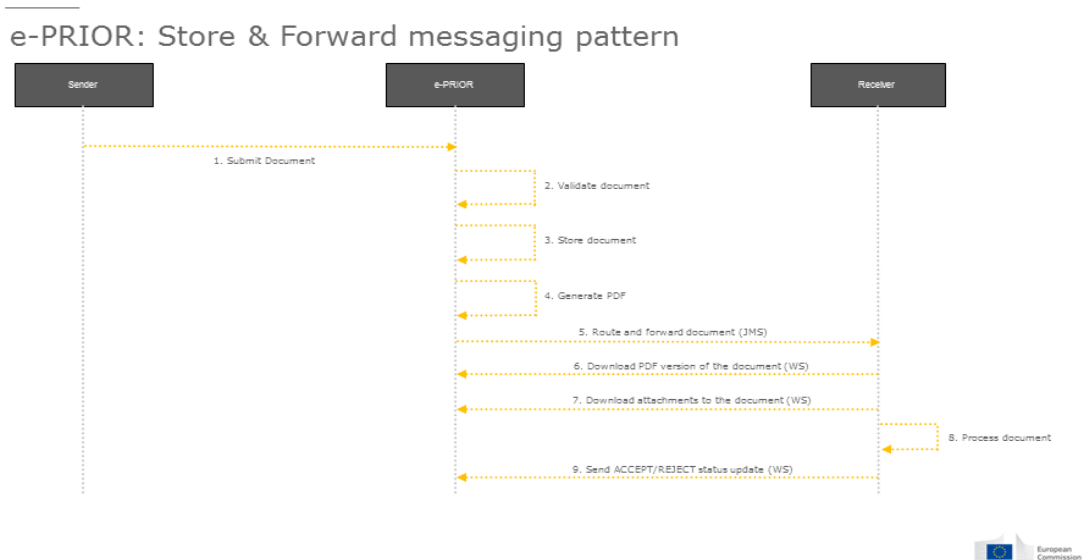 e-PRIOR: Store & Forward messaging pattern
Sender
e-PRIOR
Receiver
1. Submit Document
2. Validate document
3. Store document
4. Generate PDF
5. Route and forward document (JMS)
6. Download PDF version of the document (WS)
7. Download attachments to the document (WS)
8. Process document
9. Send ACCEPT/REJECT status update (WS)
European
Commission